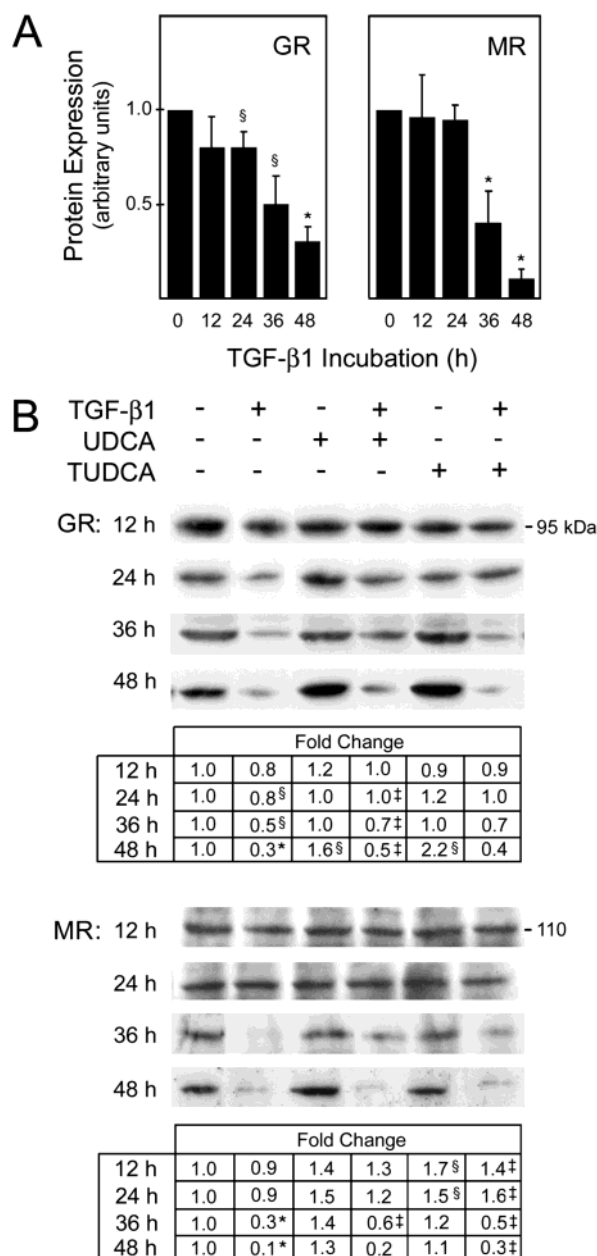 A
GR
MR
Protein Expression
(arbitrary units)
1.0
0.5
§ § *
* *
0 12 24 36 48
0 12 24 36 48
TGF-β1 Incubation (h)
B
TGF-β1 - + - + - +
UDCA - - + + - -
TUDCA - - - - + +
GR: 12 h - 95 kDa
24 h
36 h
48 h
Fold Change
12 h 1.0 0.8 1.2 1.0 0.9 0.9
24 h 1.0 0.8§ 1.0 1.0‡ 1.2 1.0
36 h 1.0 0.5§ 1.0 0.7‡ 1.0 0.7
48 h 1.0 0.3* 1.6§ 0.5‡ 2.2§ 0.4
MR: 12 h - 110
24 h
36 h
48 h
Fold Change
12 h 1.0 0.9 1.4 1.3 1.7§ 1.4‡
24 h 1.0 0.9 1.5 1.2 1.5§ 1.6‡
36 h 1.0 0.3* 1.4 0.6‡ 1.2 0.5‡
48 h 1.0 0.1* 1.3 0.2 1.1 0.3‡